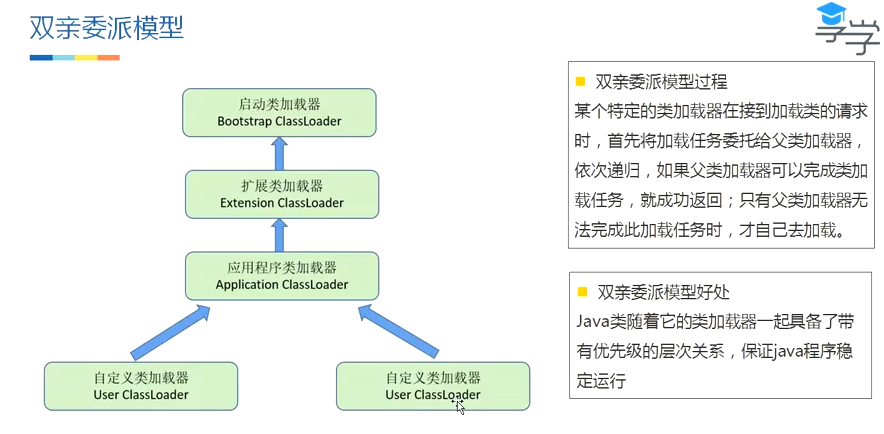 双亲委派模型
享学
启动类加载器
Bootstrap ClassLoader
扩展类加载器
Extension ClassLoader
应用程序类加载器
Application ClassLoader
自定义类加载器
User ClassLoader
自定义类加载器
User ClassLoader
双亲委派模型过程
某个特定的类加载器在接到加载类的请求
时，首先将加载任务委托给父类加载器，
依次递归，如果父类加载器可以完成类加
载任务，就成功返回；只有父类加载器无
法完成此加载任务时，才自己去加载。
双亲委派模型好处
Java类随着它的类加载器一起具备了带
有优先级的层次关系，保证java程序稳
定运行